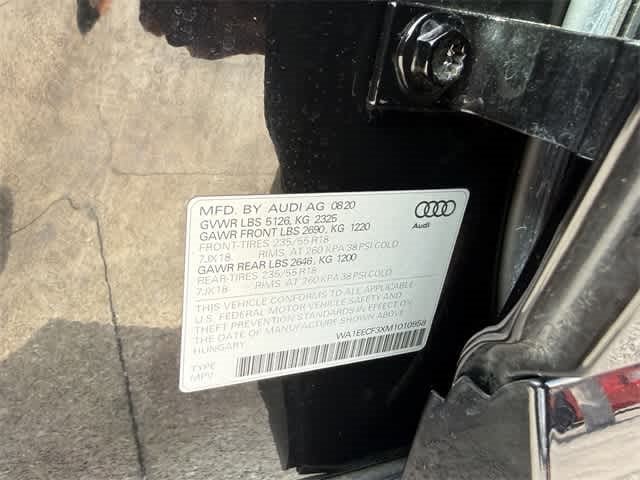 MFD. BY AUDI AG 08 20
GVWR LBS 5126, KG 2325
GAWR FRONT LBS 2690, KG 1220
FRONT-TIRES 235/55 R18
7JX18 RIMS, AT 260 KPA 38 PSI COLD
GAWR REAR LBS 2646, KG 1200
REAR-TIRES 235/55 R18
7JX18 RIMS, AT 260 KPA 38 PSI COLD
THIS VEHICLE CONFORMS TO ALL APPLICABLE
U.S. FEDERAL MOTOR VEHICLE SAFETY AND
THEFT PREVENTION STANDARDS IN EFFECT ON
THE DATE OF MANUFACTURE SHOWN ABOVE.
HUNGARY
WA1EECF3XM1010958
TYPE
MPV
Audi